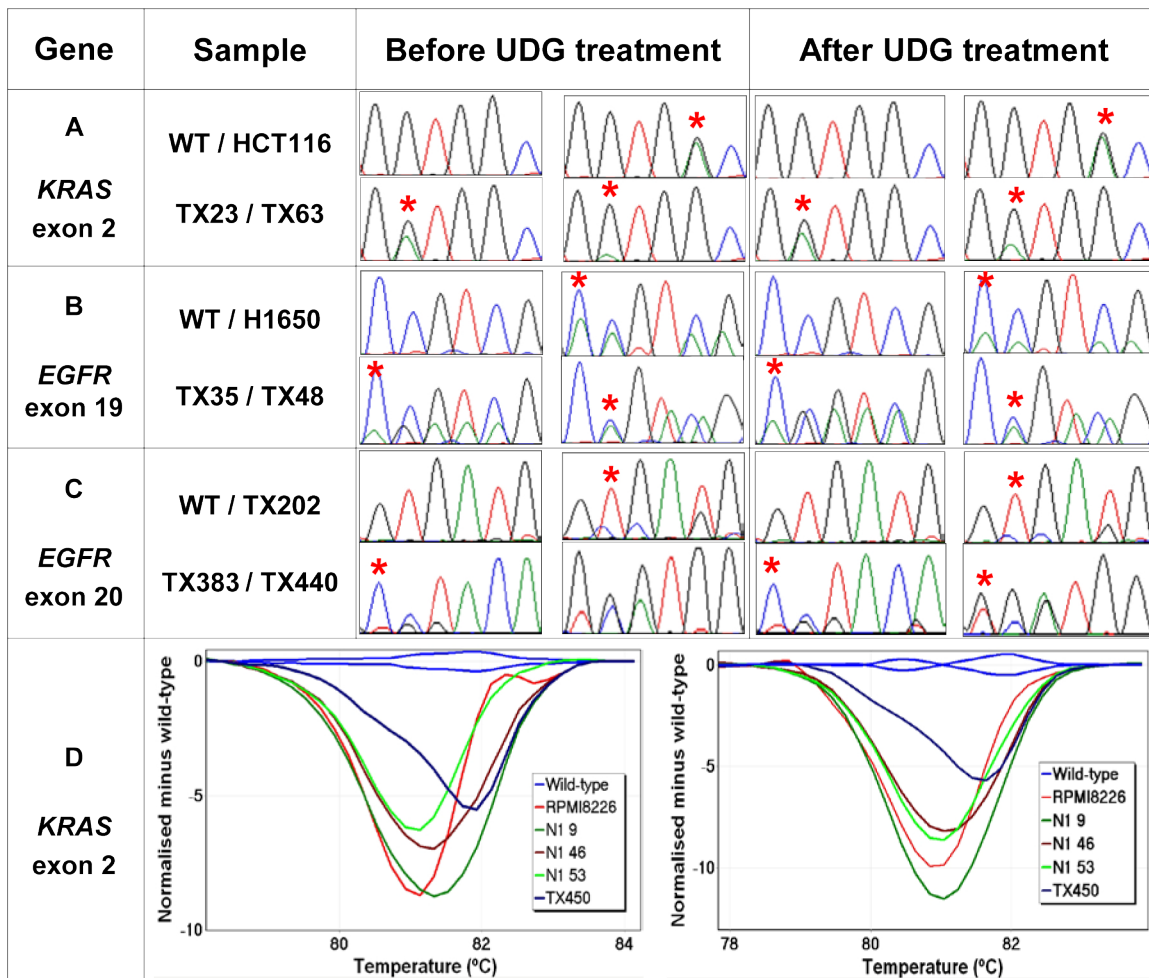 Gene Sample Before UDG treatment After UDG treatment
A
KRAS
exon 2
WT / HCT116
* *
TX23 / TX63
* * * *
B
EGFR
exon 19
WT / H1650
* *
TX35 / TX48
* * * *
C
EGFR
exon 20
WT / TX202
* *
TX383 / TX440
* * *
D
KRAS
exon 2
Normalised minus wild-type
0
-5
-10
Wild-type
RPMI8226
N1 9
N1 46
N1 53
TX450
80 82 84
Temperature (ºC)
Normalised minus wild-type
0
-5
-10
Wild-type
RPMI8226
N1 9
N1 46
N1 53
TX450
78 80 82
Temperature (ºC)